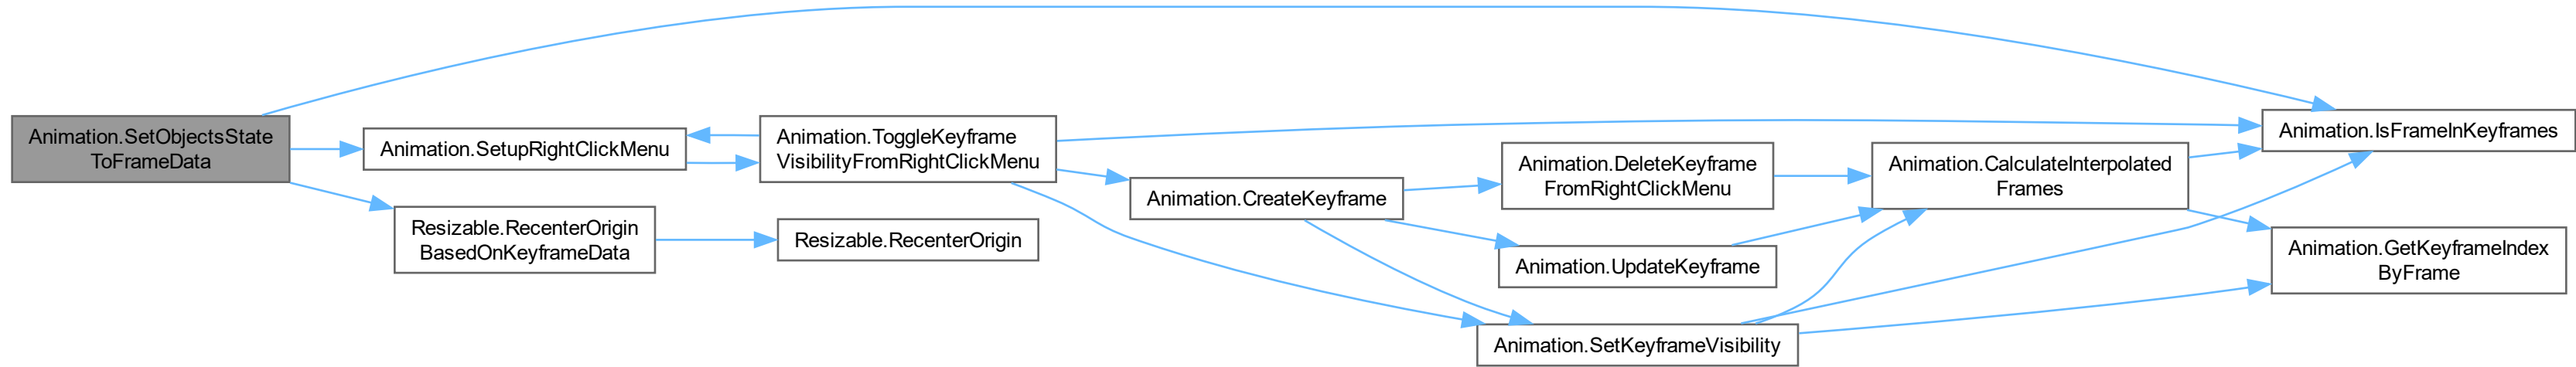 Animation.SetObjectsState
ToFrameData
Animation.SetupRightClickMenu
Resizable.RecenterOrigin
BasedOnKeyframeData
Animation.ToggleKeyframe
VisibilityFromRightClickMenu
Resizable.RecenterOrigin
Animation.CreateKeyframe
Animation.DeleteKeyframe
FromRightClickMenu
Animation.UpdateKeyframe
Animation.SetKeyframeVisibility
Animation.CalculateInterpolated
Frames
Animation.IsFrameInKeyframes
Animation.GetKeyframeIndex
ByFrame